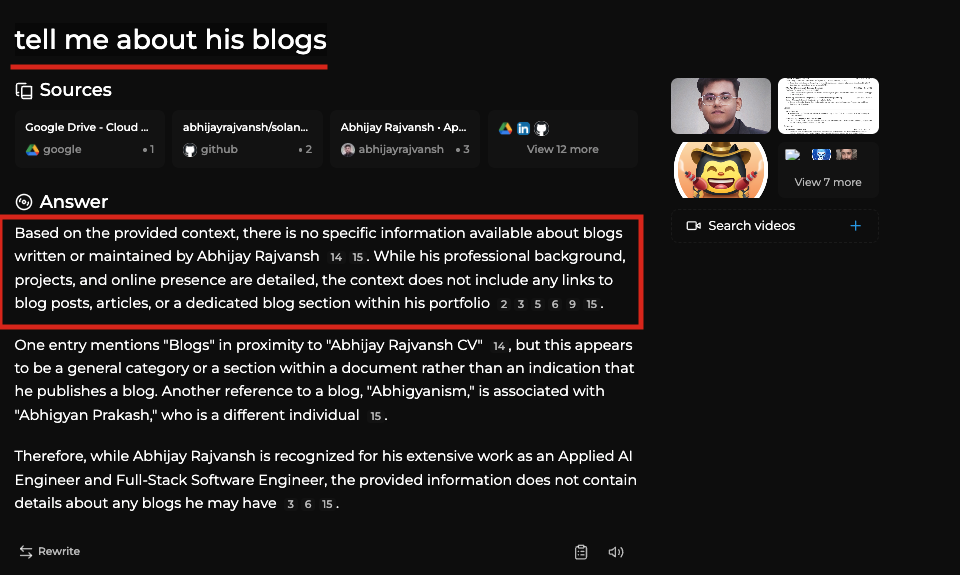 tell me about his blogs
Sources
Google Drive - Cloud ...
google • 1
abhijayrajvansh/solan...
github • 2
Abhijay Rajvansh • Ap...
abhijayrajvansh • 3
View 12 more
View 7 more
Search videos +
Answer
Based on the provided context, there is no specific information available about blogs
written or maintained by Abhijay Rajvansh 14 15 . While his professional background,
projects, and online presence are detailed, the context does not include any links to
blog posts, articles, or a dedicated blog section within his portfolio 2 3 5 6 9 15 .
One entry mentions "Blogs" in proximity to "Abhijay Rajvansh CV" 14 , but this appears
to be a general category or a section within a document rather than an indication that
he publishes a blog. Another reference to a blog, "Abhigyanism," is associated with
"Abhigyan Prakash," who is a different individual 15 .
Therefore, while Abhijay Rajvansh is recognized for his extensive work as an Applied AI
Engineer and Full-Stack Software Engineer, the provided information does not contain
details about any blogs he may have 3 6 15 .
Rewrite